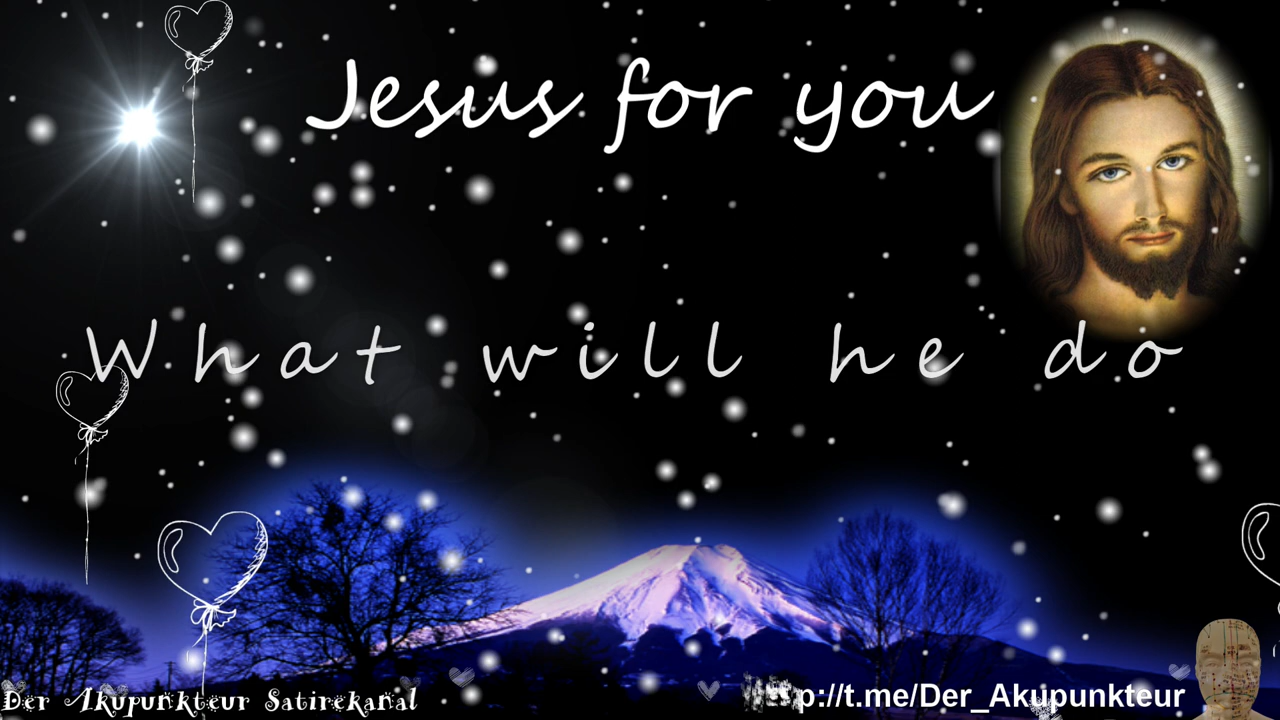 Jesus for you
What will he do
Der Akupunkteur Satirekanal
p://t.me/Der_Akupunkteur